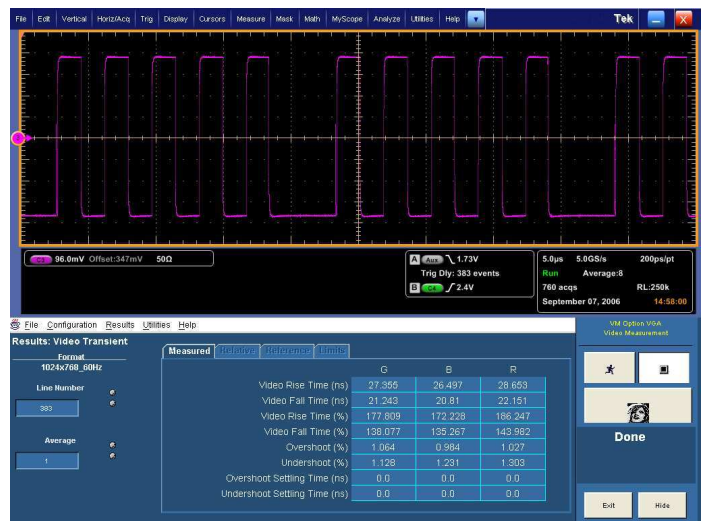 File Edit Vertical Horiz/Acq Trig Display Cursors Measure Mask Math MyScope Analyze Utilities Help Tek X
96.0mV Offset:347mV 50Ω
A Aux 1.73V
Trig Dly: 383 events
B C4 2.4V
5.0µs 5.0GS/s 200ps/pt
Run Average:8
760 acqs RL:250k
September 07, 2006 14:58:00
File Configuration Results Utilities Help
Results: Video Transient
Format
1024x768_60Hz
Line Number
383
Average
1
Measured Relative Reference Limits
G B R
Video Rise Time (ns) 27.355 26.497 28.653
Video Fall Time (ns) 21.243 20.81 22.151
Video Rise Time (%) 177.809 172.228 186.247
Video Fall Time (%) 138.077 135.267 143.982
Overshoot (%) 1.064 0.984 1.027
Undershoot (%) 1.128 1.231 1.303
Overshoot Settling Time (ns) 0.0 0.0 0.0
Undershoot Settling Time (ns) 0.0 0.0 0.0
VM Option VGA
Video Measurement
Done
Exit Hide